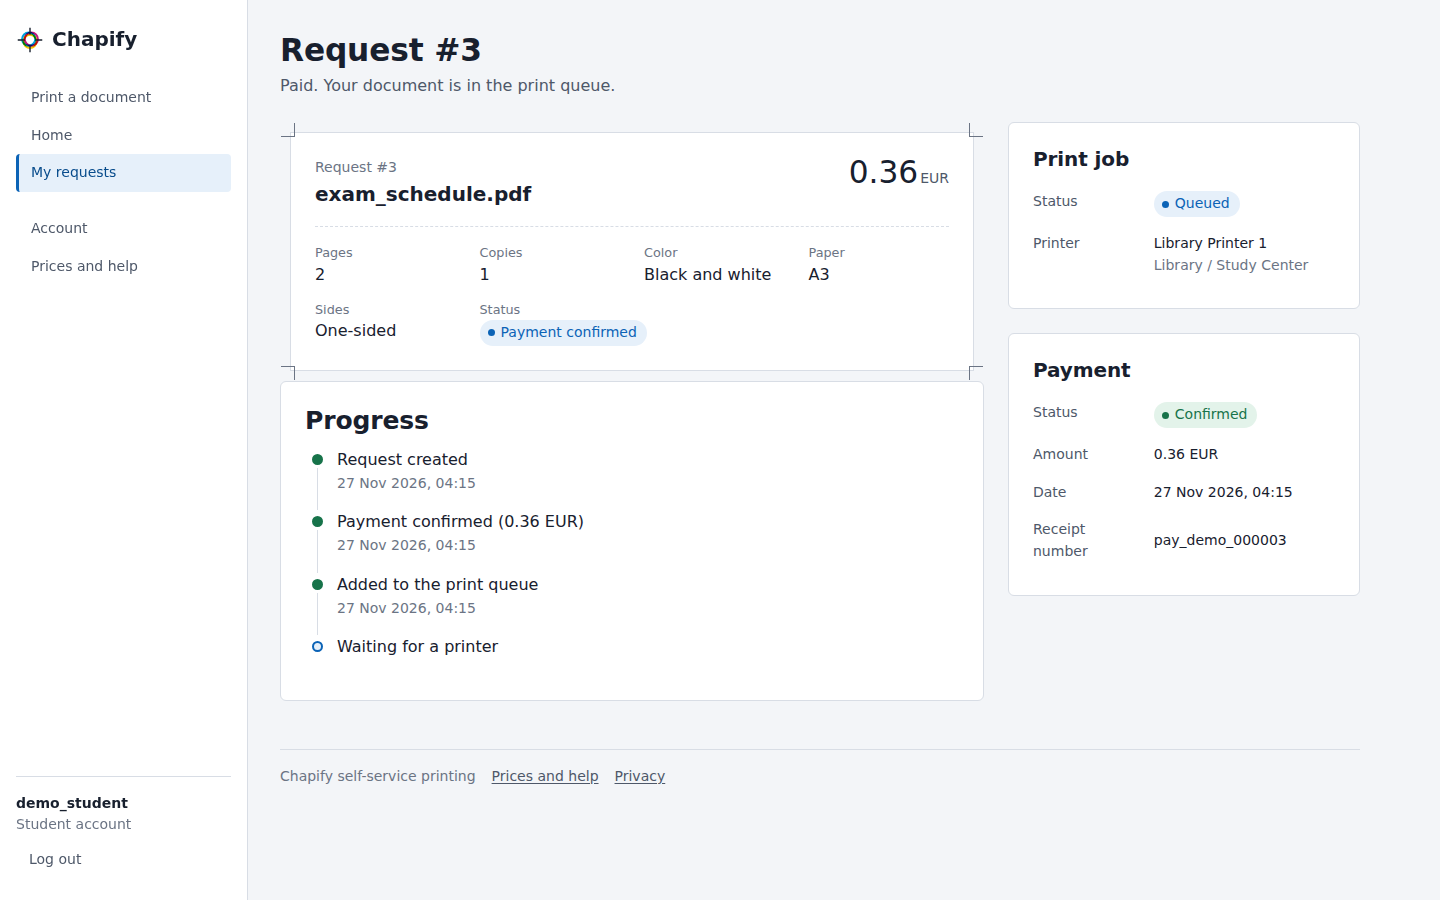 Chapify
Print a document
Home
My requests
Account
Prices and help
demo_student
Student account
Log out
Request #3
Paid. Your document is in the print queue.
Request #3
exam_schedule.pdf
0.36 EUR
Pages
2
Copies
1
Color
Black and white
Paper
A3
Sides
One-sided
Status
Payment confirmed
Progress
Request created
27 Nov 2026, 04:15
Payment confirmed (0.36 EUR)
27 Nov 2026, 04:15
Added to the print queue
27 Nov 2026, 04:15
Waiting for a printer
Print job
Status Queued
Printer Library Printer 1
Library / Study Center
Payment
Status Confirmed
Amount 0.36 EUR
Date 27 Nov 2026, 04:15
Receipt number pay_demo_000003
Chapify self-service printing Prices and help Privacy